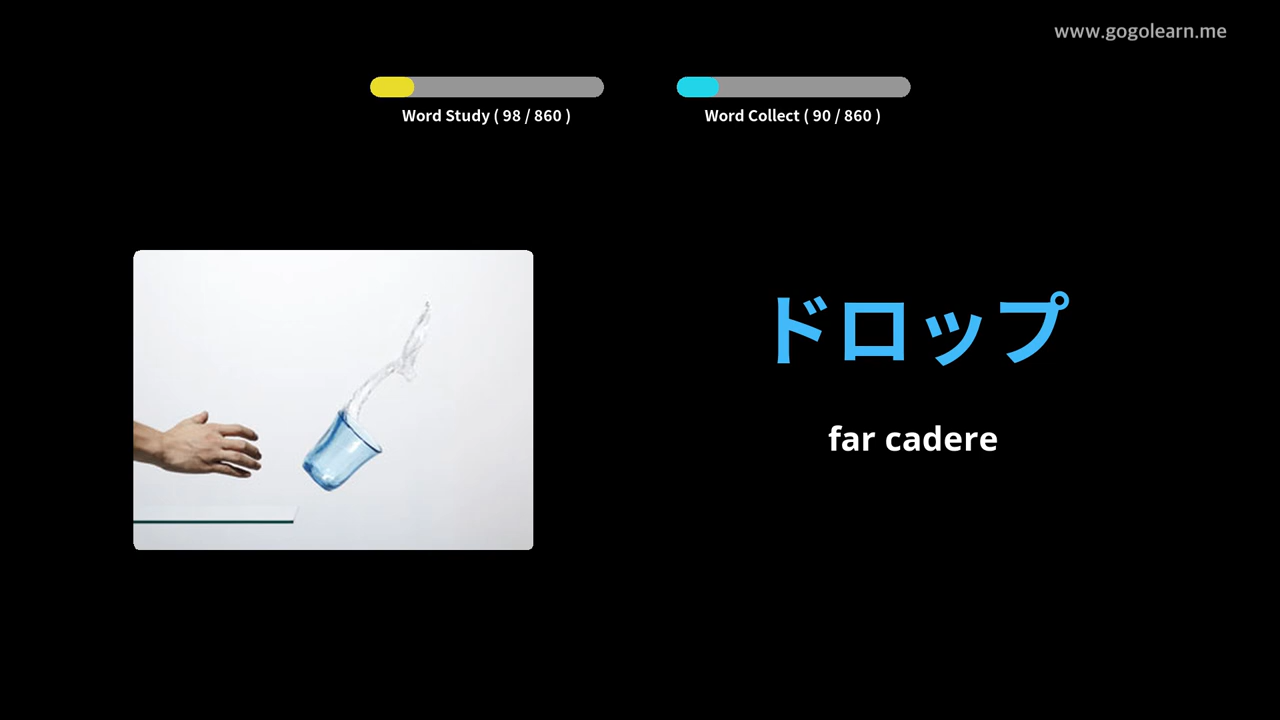 www.gogolearn.me
Word Study ( 98 / 860 )
Word Collect ( 90 / 860 )
ドロップ
far cadere